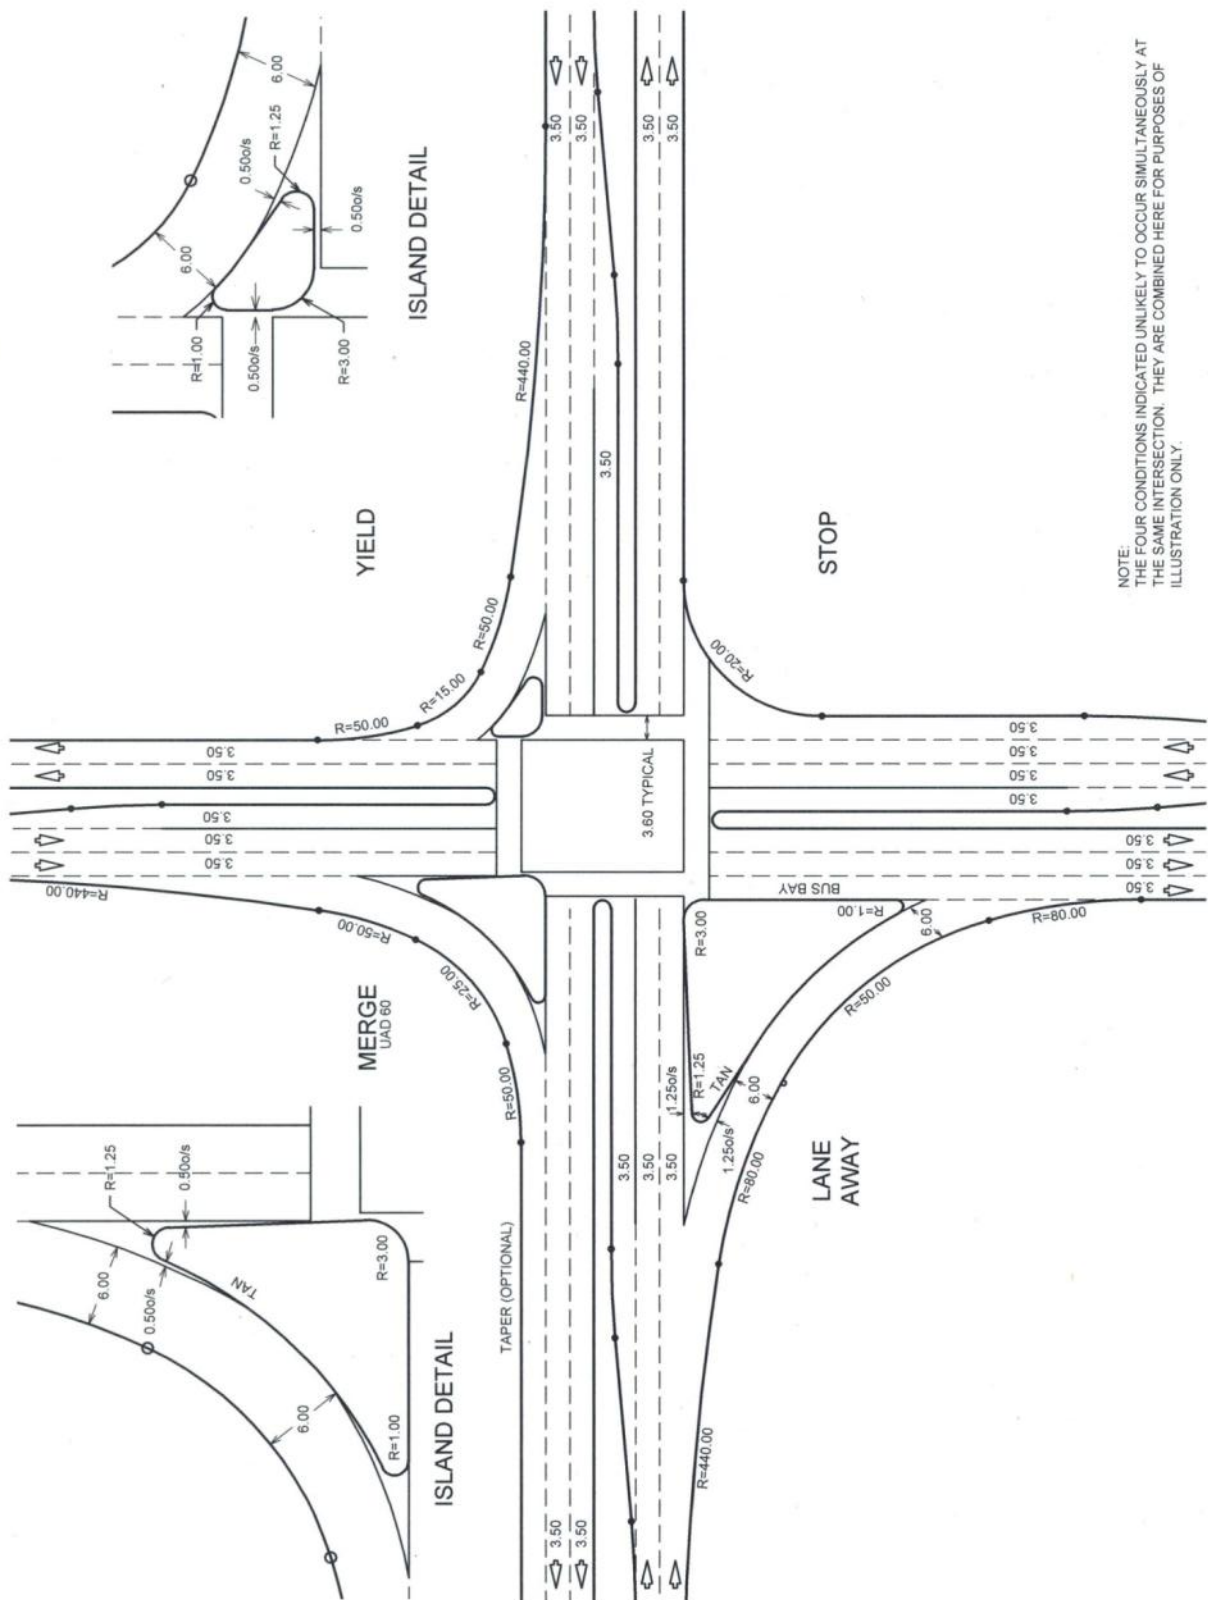 6.00
R=1.25
0.50o/s
6.00
0.50o/s
R=1.00
0.50o/s
R=3.00
ISLAND DETAIL
YIELD
R=440.00
R=50.00
R=15.00
R=50.00
3.50
3.50
3.50
3.50
3.50
3.50
3.50
3.50
3.50
3.50
R=440.00
R=50.00
R=25.00
R=50.00
MERGE
UAD 60
R=1.25
0.50o/s
6.00
0.50o/s
TAN
R=3.00
6.00
R=1.00
ISLAND DETAIL
TAPER (OPTIONAL)
3.60 TYPICAL
STOP
R=20.00
3.50
3.50
3.50
3.50
3.50
3.50
3.50
BUS BAY
R=3.00
R=1.00
6.00
R=80.00
R=50.00
1.25o/s
R=1.25
TAN
6.00
1.25o/s
R=80.00
LANE
AWAY
3.50
3.50
3.50
R=440.00
3.50
3.50
NOTE:
THE FOUR CONDITIONS INDICATED UNLIKELY TO OCCUR SIMULTANEOUSLY AT
THE SAME INTERSECTION. THEY ARE COMBINED HERE FOR PURPOSES OF
ILLUSTRATION ONLY.